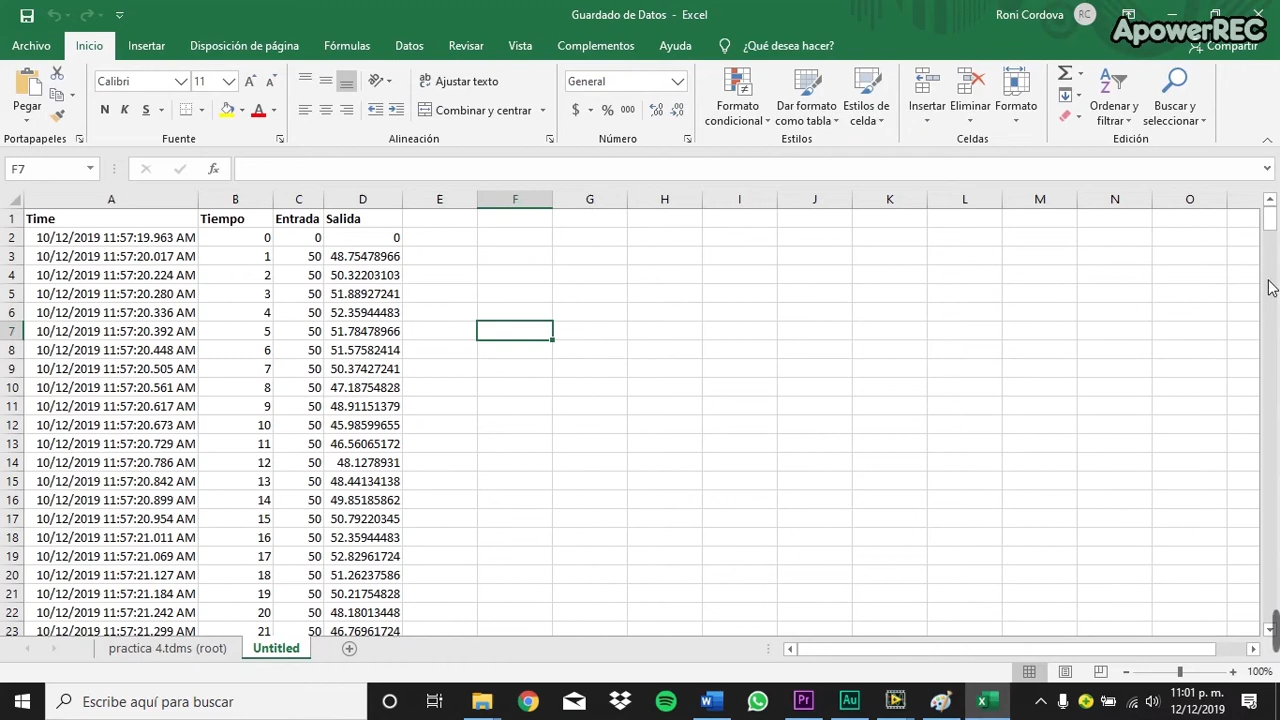 Guardado de Datos - Excel
Roni Cordova RC
ApowerREC
Archivo Inicio Insertar Disposición de página Fórmulas Datos Revisar Vista Complementos Ayuda ¿Qué desea hacer? Compartir
Pegar
Calibri 11
N K S A
Ajustar texto
Combinar y centrar
General
$ % 000
Formato condicional
Dar formato como tabla
Estilos de celda
Insertar Eliminar Formato
Ordenar y filtrar
Buscar y seleccionar
Portapapeles Fuente Alineación Número Estilos Celdas Edición
F7 fx
A B C D E F G H I J K L M N O
1 Time Tiempo Entrada Salida
2 10/12/2019 11:57:19.963 AM 0 0 0
3 10/12/2019 11:57:20.017 AM 1 50 48.75478966
4 10/12/2019 11:57:20.224 AM 2 50 50.32203103
5 10/12/2019 11:57:20.280 AM 3 50 51.88927241
6 10/12/2019 11:57:20.336 AM 4 50 52.35944483
7 10/12/2019 11:57:20.392 AM 5 50 51.78478966
8 10/12/2019 11:57:20.448 AM 6 50 51.57582414
9 10/12/2019 11:57:20.505 AM 7 50 50.37427241
10 10/12/2019 11:57:20.561 AM 8 50 47.18754828
11 10/12/2019 11:57:20.617 AM 9 50 48.91151379
12 10/12/2019 11:57:20.673 AM 10 50 45.98599655
13 10/12/2019 11:57:20.729 AM 11 50 46.56065172
14 10/12/2019 11:57:20.786 AM 12 50 48.1278931
15 10/12/2019 11:57:20.842 AM 13 50 48.44134138
16 10/12/2019 11:57:20.899 AM 14 50 49.85185862
17 10/12/2019 11:57:20.954 AM 15 50 50.79220345
18 10/12/2019 11:57:21.011 AM 16 50 52.35944483
19 10/12/2019 11:57:21.069 AM 17 50 52.82961724
20 10/12/2019 11:57:21.127 AM 18 50 51.26237586
21 10/12/2019 11:57:21.184 AM 19 50 50.21754828
22 10/12/2019 11:57:21.242 AM 20 50 48.18013448
23 10/12/2019 11:57:21.299 AM 21 50 46.76961724
practica 4.tdms (root) Untitled
100%
Escribe aquí para buscar
11:01 p. m.
12/12/2019